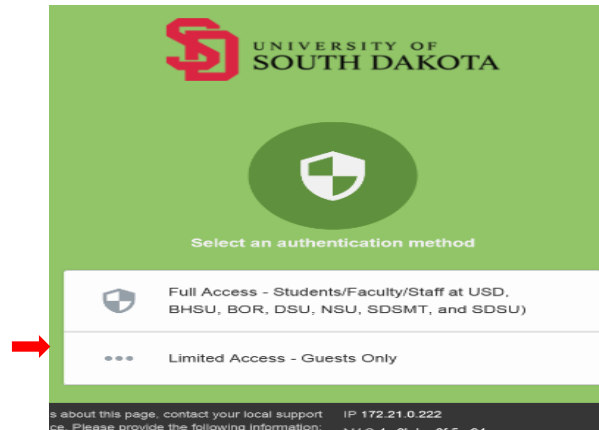 UNIVERSITY OF
SOUTH DAKOTA
Select an authentication method
Full Access - Students/Faculty/Staff at USD,
BHSU, BOR, DSU, NSU, SDSMT, and SDSU)
Limited Access - Guests Only
s about this page, contact your local support
IP 172.21.0.222
ce. Please provide the following information: